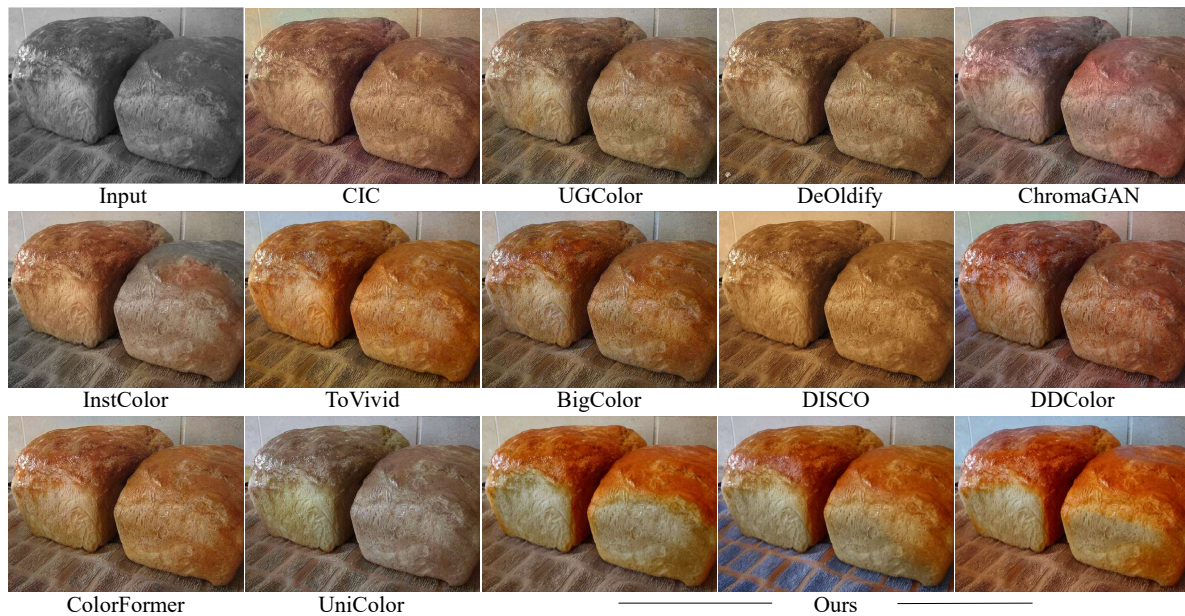 Input CIC UGColor DeOldify ChromaGAN
InstColor ToVivid BigColor DISCO DDColor
ColorFormer UniColor Ours